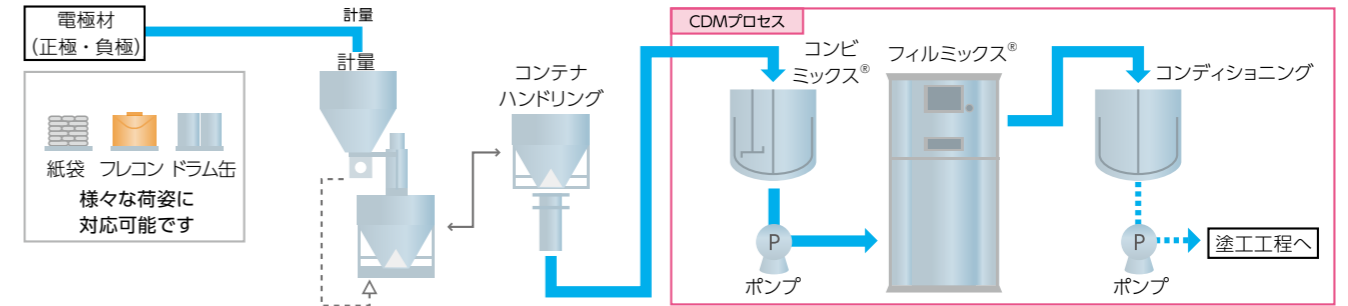 電極材
(正極・負極)
計量
計量
紙袋
フレコン
ドラム缶
様々な荷姿に
対応可能です
コンテナ
ハンドリング
CDMプロセス
コンビ
ミックス®
フィルミックス®
コンディショニング
P
ポンプ
P
ポンプ
塗工工程へ